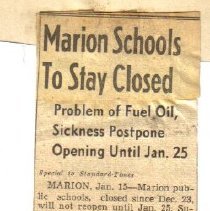 Marion Schools
To Stay Closed
Problem of Fuel Oil,
Sickness Postpone
Opening Until Jan. 25
Special to Standard-Times
MARION, Jan. 15—Marion pub-
lic schools, closed since Dec. 23,
will not reopen until Jan. 25. Su-